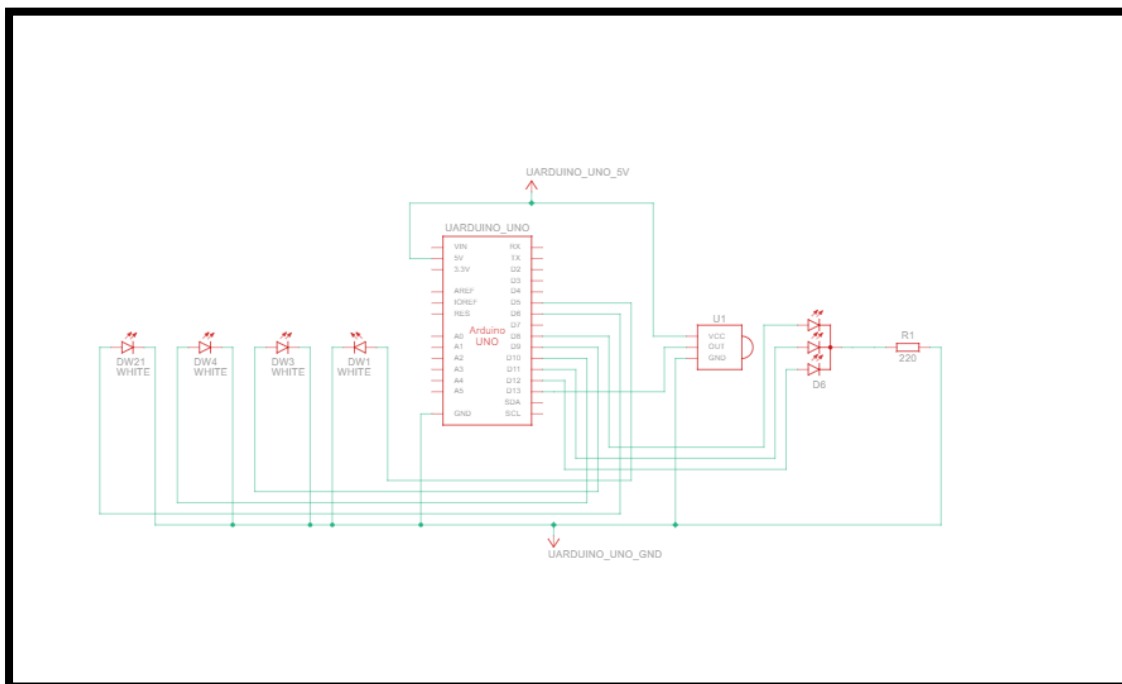 UARDUINO_UNO_5V
UARDUINO_UNO
VIN RX
5V TX
3.3V D2
D3
AREF D4
IOREF D5
RES D6
D7
A0 D8
A1 D9
A2 D10
A3 D11
A4 D12
A5 D13
SDA
GND SCL
Arduino
UNO
U1
VCC
OUT
GND
D6
R1
220
DW21
WHITE
DW4
WHITE
DW3
WHITE
DW1
WHITE
UARDUINO_UNO_GND